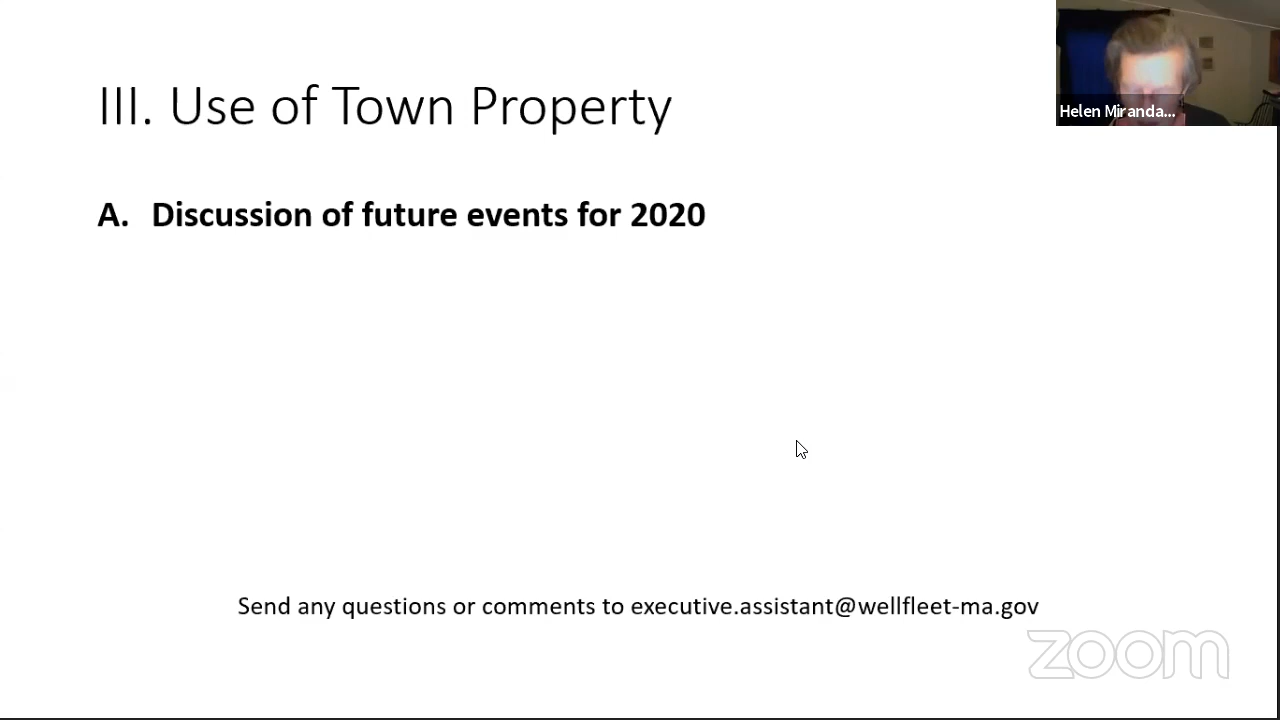 III. Use of Town Property
Helen Miranda...
A. Discussion of future events for 2020
Send any questions or comments to executive.assistant@wellfleet-ma.gov
zoom